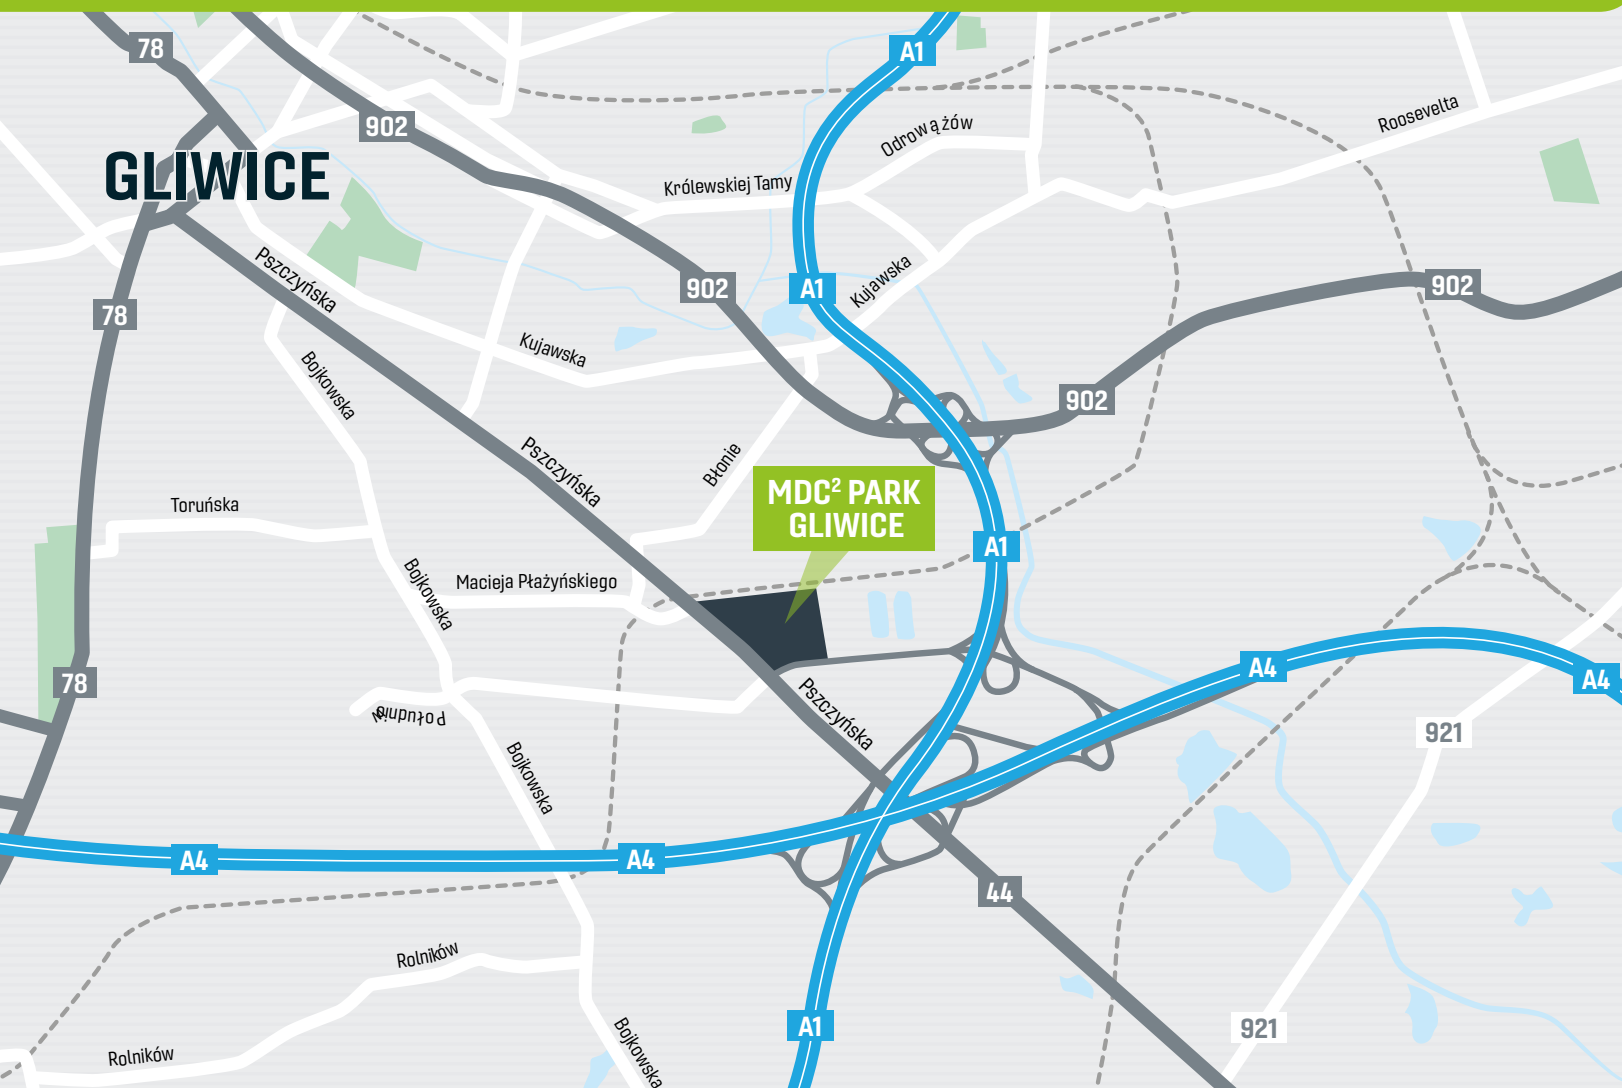 78
A1
902
Odrowążów
Roosevelta
GLIWICE
Królewskiej Tamy
Pszczyńska
902
A1
Kujawska
902
78
Kujawska
Bojkowska
902
Pszczyńska
Błonie
MDC² PARK
GLIWICE
Toruńska
A1
Bojkowska
Macieja Płażyńskiego
A4
A4
78
Pszczyńska
Południa
921
Bojkowska
A4
A4
44
Rolników
A1
921
Bojkowska
Rolników